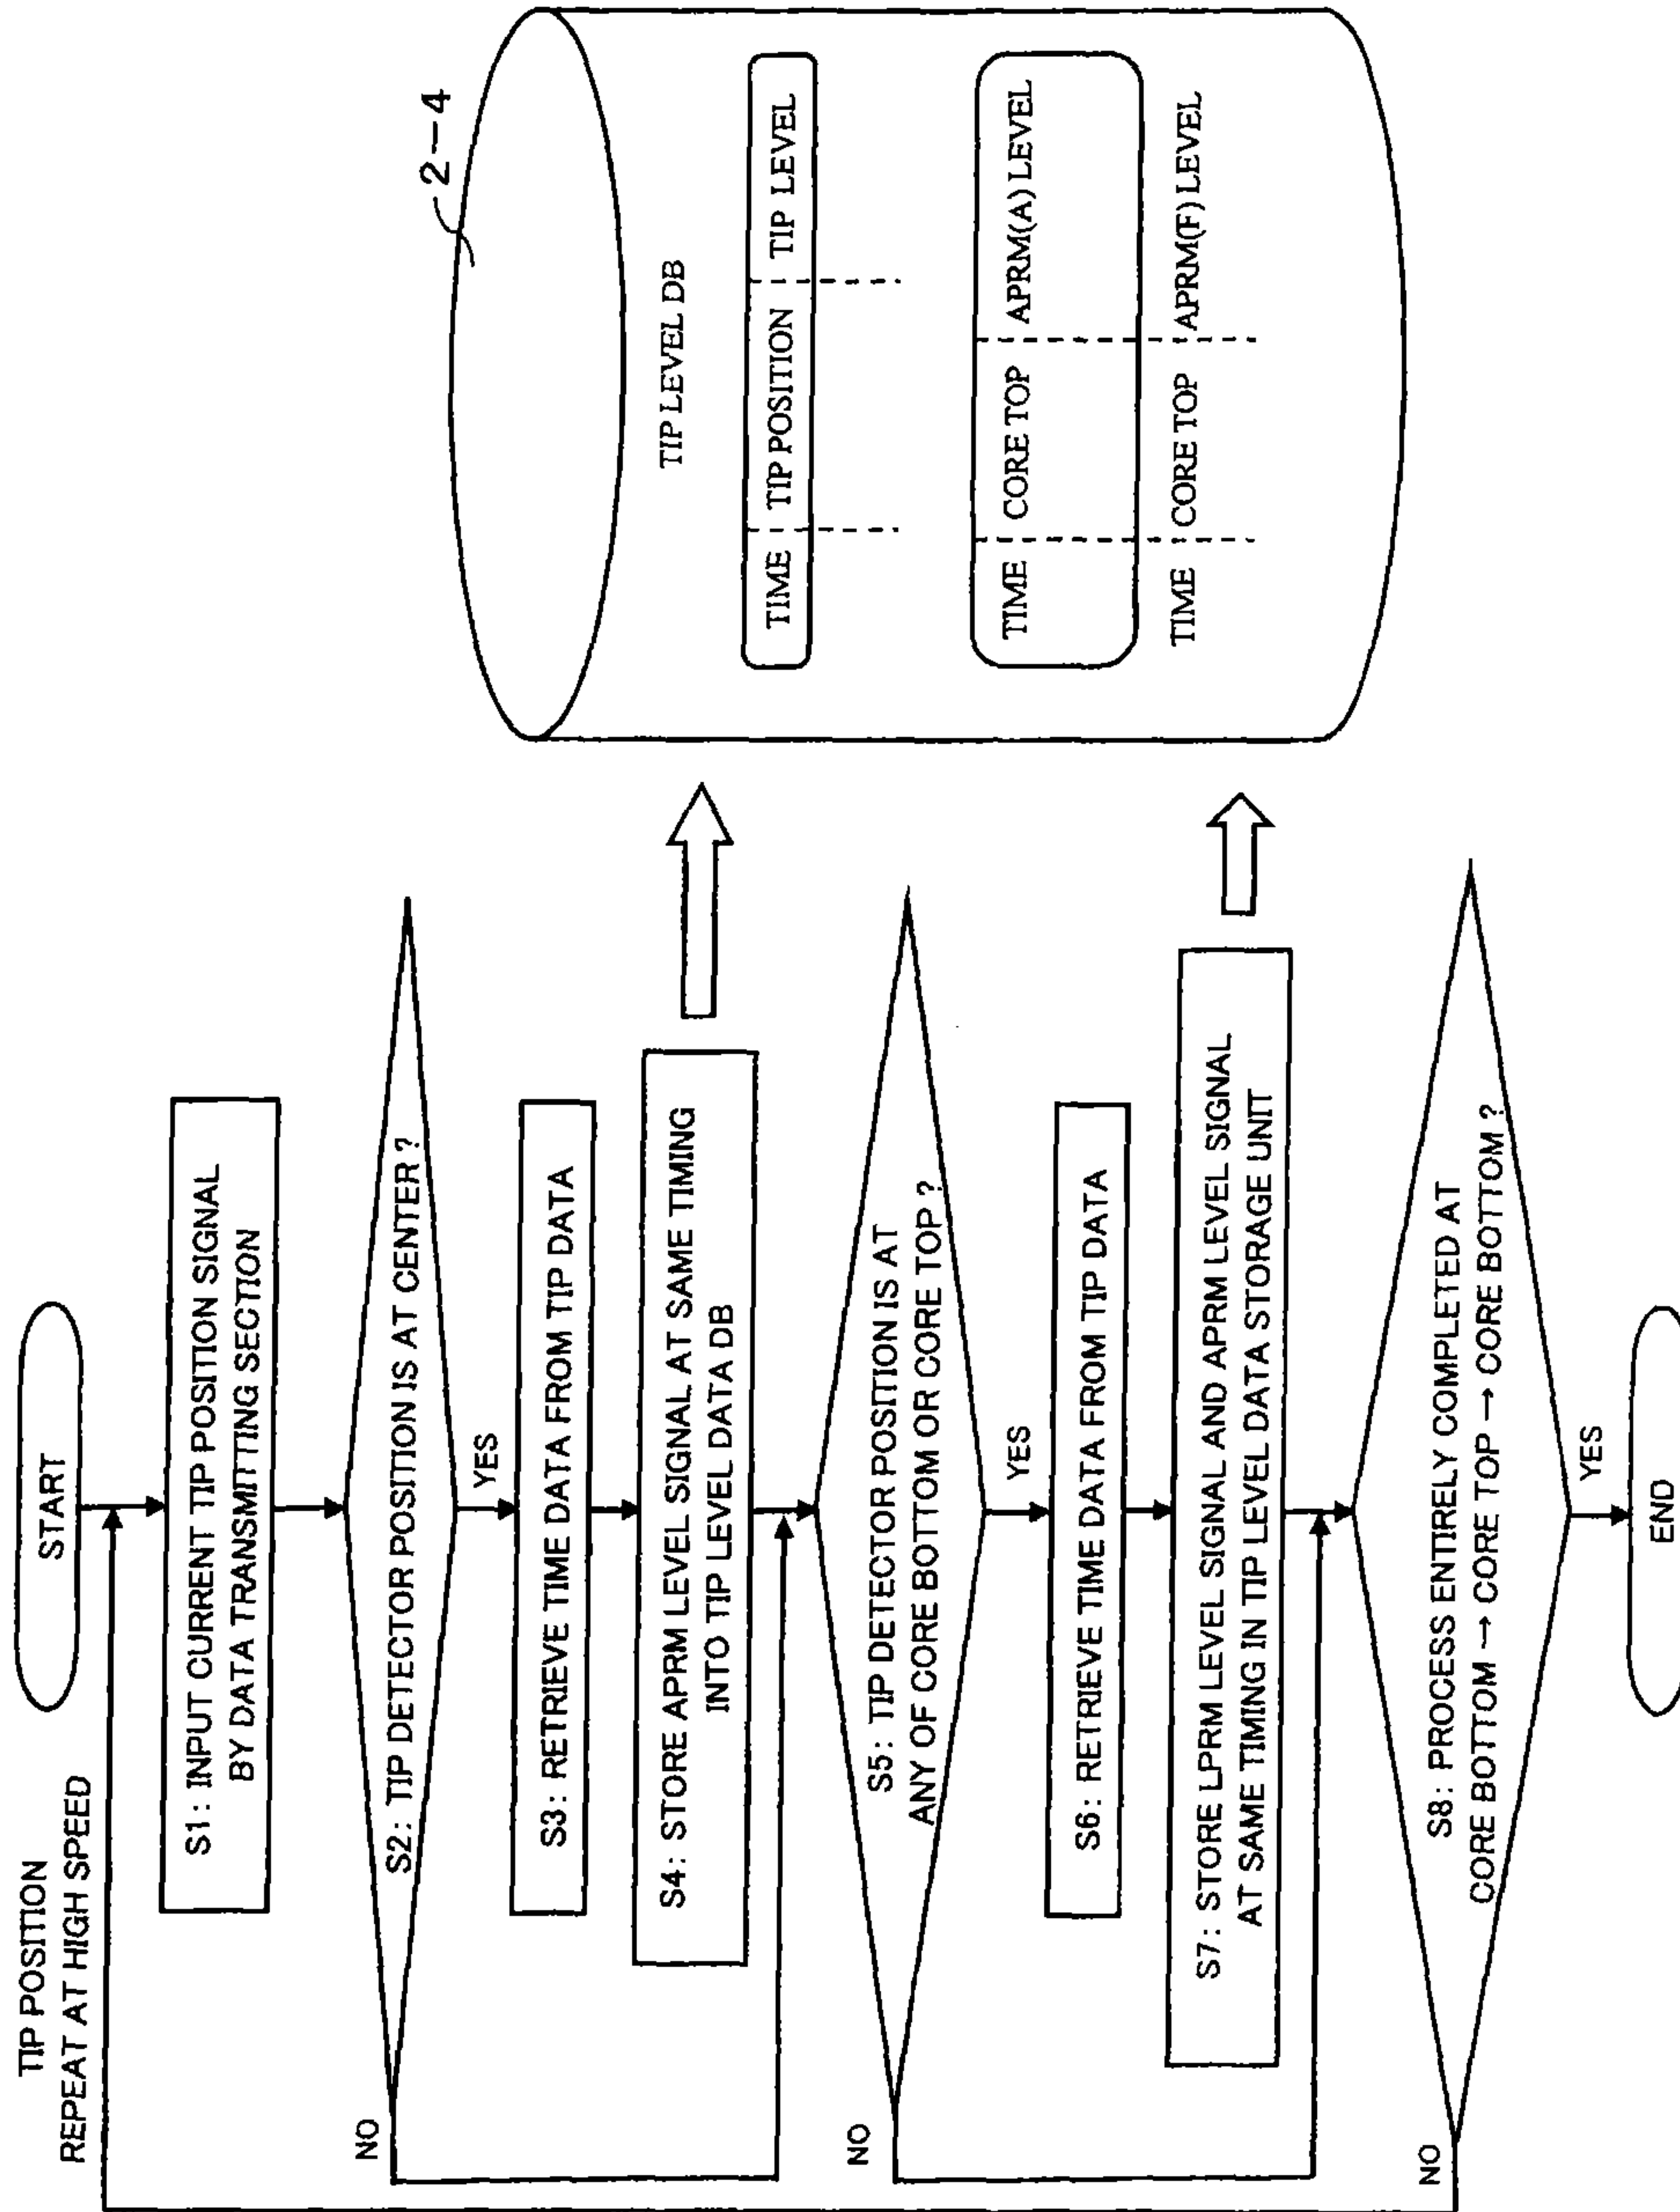 TIP POSITION
REPEAT AT HIGH SPEED
START
S1: INPUT CURRENT TIP POSITION SIGNAL
BY DATA TRANSMITTING SECTION
S2: TIP DETECTOR POSITION IS AT CENTER?
NO
YES
S3: RETRIEVE TIME DATA FROM TIP DATA
S4: STORE APRM LEVEL SIGNAL AT SAME TIMING
INTO TIP LEVEL DATA DB
S5: TIP DETECTOR POSITION IS AT
ANY OF CORE BOTTOM OR CORE TOP?
NO
YES
S6: RETRIEVE TIME DATA FROM TIP DATA
S7: STORE LPRM LEVEL SIGNAL AND APRM LEVEL SIGNAL
AT SAME TIMING IN TIP LEVEL DATA STORAGE UNIT
S8: PROCESS ENTIRELY COMPLETED AT
CORE BOTTOM → CORE TOP → CORE BOTTOM?
NO
YES
END
2-4
TIP LEVEL DB
TIME TIP POSITION TIP LEVEL
TIME CORE TOP APRM(A) LEVEL
TIME CORE TOP APRM(F) LEVEL